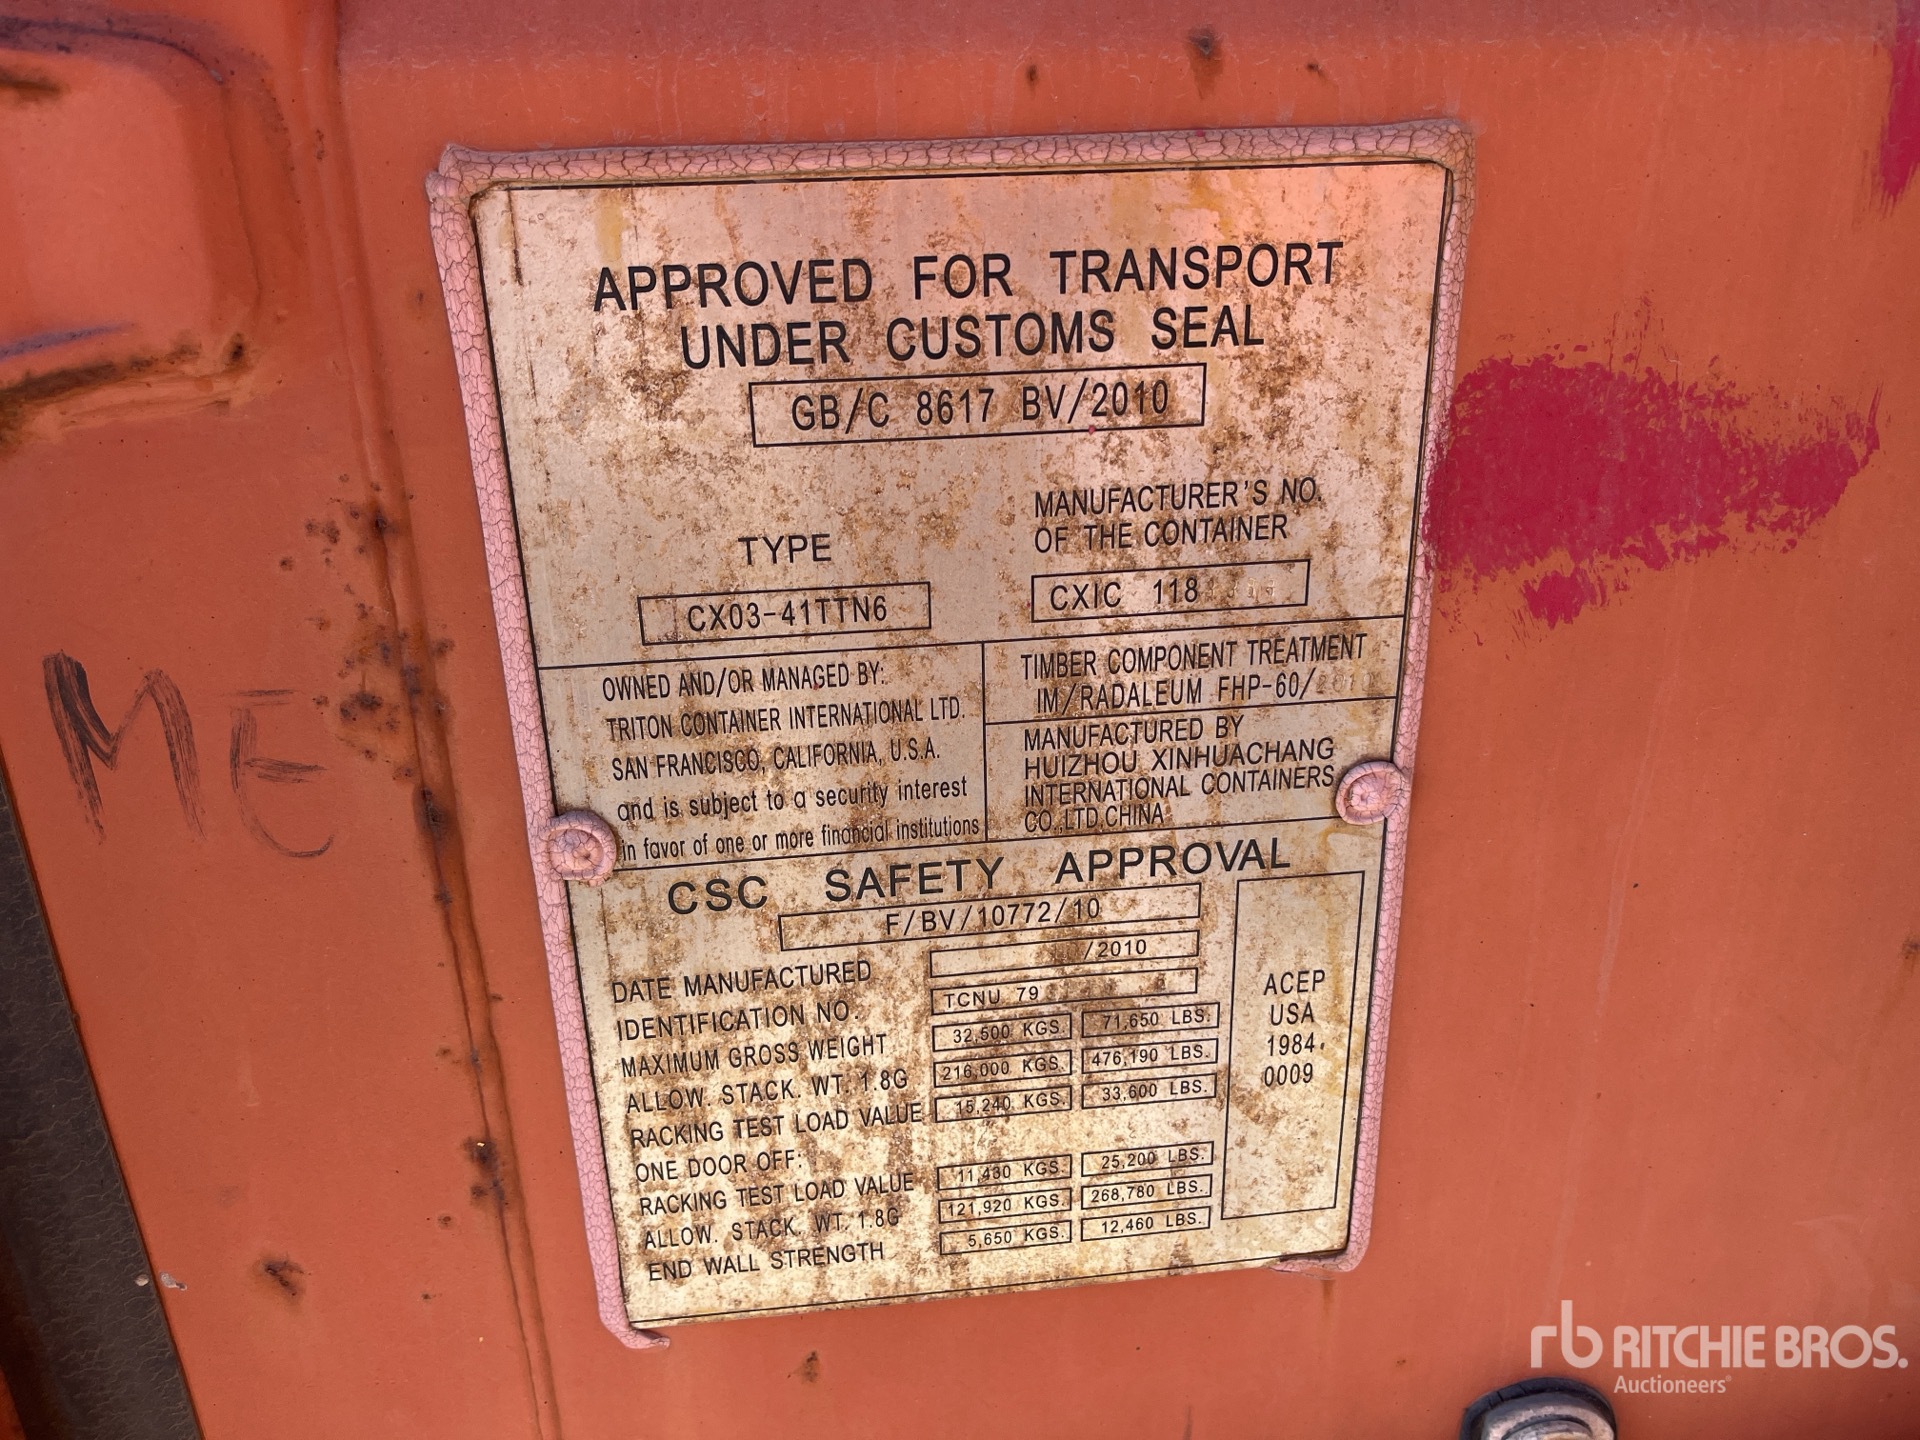 APPROVED FOR TRANSPORT
UNDER CUSTOMS SEAL
GB/C 8617 BV/2010
TYPE
CX03-41TTN6
MANUFACTURER'S NO.
OF THE CONTAINER
CXIC 118
OWNED AND/OR MANAGED BY:
TRITON CONTAINER INTERNATIONAL LTD.
SAN FRANCISCO, CALIFORNIA, U.S.A.
and is subject to a security interest
in favor of one or more financial institutions
TIMBER COMPONENT TREATMENT
IM/RADALEUM FHP-60/2010
MANUFACTURED BY
HUIZHOU XINHUACHANG
INTERNATIONAL CONTAINERS
CO.,LTD,CHINA
CSC SAFETY APPROVAL
F/BV/10772/10
DATE MANUFACTURED /2010
IDENTIFICATION NO. TCNU 79
MAXIMUM GROSS WEIGHT 32,500 KGS. 71,650 LBS.
ALLOW. STACK. WT. 1.8G 216,000 KGS. 476,190 LBS.
RACKING TEST LOAD VALUE 15,240 KGS. 33,600 LBS.
ONE DOOR OFF:
RACKING TEST LOAD VALUE 11,430 KGS. 25,200 LBS.
ALLOW. STACK. WT. 1.8G 121,920 KGS. 268,780 LBS.
END WALL STRENGTH 5,650 KGS. 12,460 LBS.
ACEP
USA
1984.
0009
ME
rb RITCHIE BROS.
Auctioneers